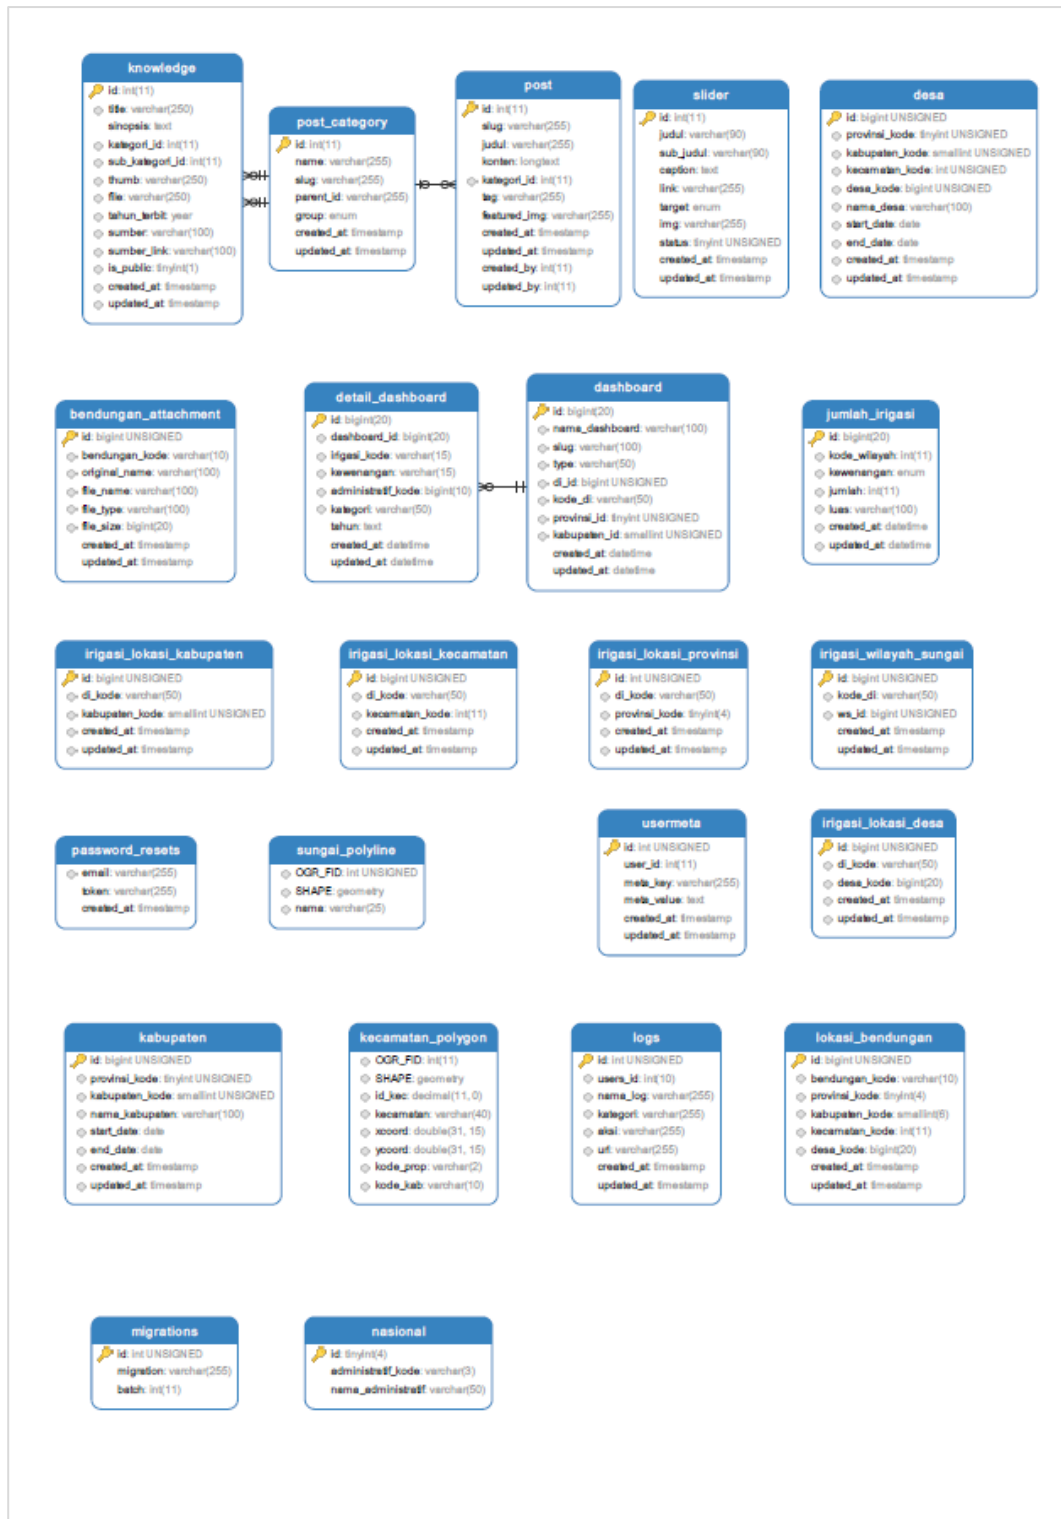 knowledge
id: int(11)
title: varchar(250)
sinopsis: text
kategori_id: int(11)
sub_kategori_id: int(11)
thumb: varchar(250)
file: varchar(250)
tahun_terbit: year
sumber: varchar(100)
sumber_link: varchar(100)
is_public: tinyint(1)
created_at: timestamp
updated_at: timestamp
post_category
id: int(11)
name: varchar(255)
slug: varchar(255)
parent_id: varchar(255)
group: enum
created_at: timestamp
updated_at: timestamp
post
id: int(11)
slug: varchar(255)
judul: varchar(255)
konten: longtext
kategori_id: int(11)
tag: varchar(255)
featured_img: varchar(255)
created_at: timestamp
updated_at: timestamp
created_by: int(11)
updated_by: int(11)
slider
id: int(11)
judul: varchar(90)
sub_judul: varchar(90)
caption: text
link: varchar(255)
target: enum
img: varchar(255)
status: tinyint UNSIGNED
created_at: timestamp
updated_at: timestamp
desa
id: bigint UNSIGNED
provinsi_kode: tinyint UNSIGNED
kabupaten_kode: smallint UNSIGNED
kecamatan_kode: int UNSIGNED
desa_kode: bigint UNSIGNED
nama_desa: varchar(100)
start_date: date
end_date: date
created_at: timestamp
updated_at: timestamp
bendungan_attachment
id: bigint UNSIGNED
bendungan_kode: varchar(10)
original_name: varchar(100)
file_name: varchar(100)
file_type: varchar(100)
file_size: bigint(20)
created_at: timestamp
updated_at: timestamp
detail_dashboard
id: bigint(20)
dashboard_id: bigint(20)
irigasi_kode: varchar(15)
kewenangan: varchar(15)
administratif_kode: bigint(10)
kategori: varchar(50)
tahun: text
created_at: datetime
updated_at: datetime
dashboard
id: bigint(20)
nama_dashboard: varchar(100)
slug: varchar(100)
type: varchar(50)
di_id: bigint UNSIGNED
kode_di: varchar(50)
provinsi_id: tinyint UNSIGNED
kabupaten_id: smallint UNSIGNED
created_at: datetime
updated_at: datetime
jumlah_irigasi
id: bigint(20)
kode_wilayah: int(11)
kewenangan: enum
jumlah: int(11)
luas: varchar(100)
created_at: datetime
updated_at: datetime
irigasi_lokasi_kabupaten
id: bigint UNSIGNED
di_kode: varchar(50)
kabupaten_kode: smallint UNSIGNED
created_at: timestamp
updated_at: timestamp
irigasi_lokasi_kecamatan
id: bigint UNSIGNED
di_kode: varchar(50)
kecamatan_kode: int(11)
created_at: timestamp
updated_at: timestamp
irigasi_lokasi_provinsi
id: int UNSIGNED
di_kode: varchar(50)
provinsi_kode: tinyint(4)
created_at: timestamp
updated_at: timestamp
irigasi_wilayah_sungai
id: bigint UNSIGNED
kode_di: varchar(50)
ws_id: bigint UNSIGNED
created_at: timestamp
updated_at: timestamp
password_resets
email: varchar(255)
token: varchar(255)
created_at: timestamp
sungai_polyline
OGR_FID: int UNSIGNED
SHAPE: geometry
nama: varchar(25)
usermeta
id: int UNSIGNED
user_id: int(11)
meta_key: varchar(255)
meta_value: text
created_at: timestamp
updated_at: timestamp
irigasi_lokasi_desa
id: bigint UNSIGNED
di_kode: varchar(50)
desa_kode: bigint(20)
created_at: timestamp
updated_at: timestamp
kabupaten
id: bigint UNSIGNED
provinsi_kode: tinyint UNSIGNED
kabupaten_kode: smallint UNSIGNED
nama_kabupaten: varchar(100)
start_date: date
end_date: date
created_at: timestamp
updated_at: timestamp
kecamatan_polygon
OGR_FID: int(11)
SHAPE: geometry
id_kec: decimal(11, 0)
kecamatan: varchar(40)
xcoord: double(31, 15)
ycoord: double(31, 15)
kode_prop: varchar(2)
kode_kab: varchar(10)
logs
id: int UNSIGNED
users_id: int(10)
nama_log: varchar(255)
kategori: varchar(255)
aksi: varchar(255)
url: varchar(255)
created_at: timestamp
updated_at: timestamp
lokasi_bendungan
id: bigint UNSIGNED
bendungan_kode: varchar(10)
provinsi_kode: tinyint(4)
kabupaten_kode: smallint(6)
kecamatan_kode: int(11)
desa_kode: bigint(20)
created_at: timestamp
updated_at: timestamp
migrations
id: int UNSIGNED
migration: varchar(255)
batch: int(11)
nasional
id: tinyint(4)
administratif_kode: varchar(3)
nama_administratif: varchar(50)